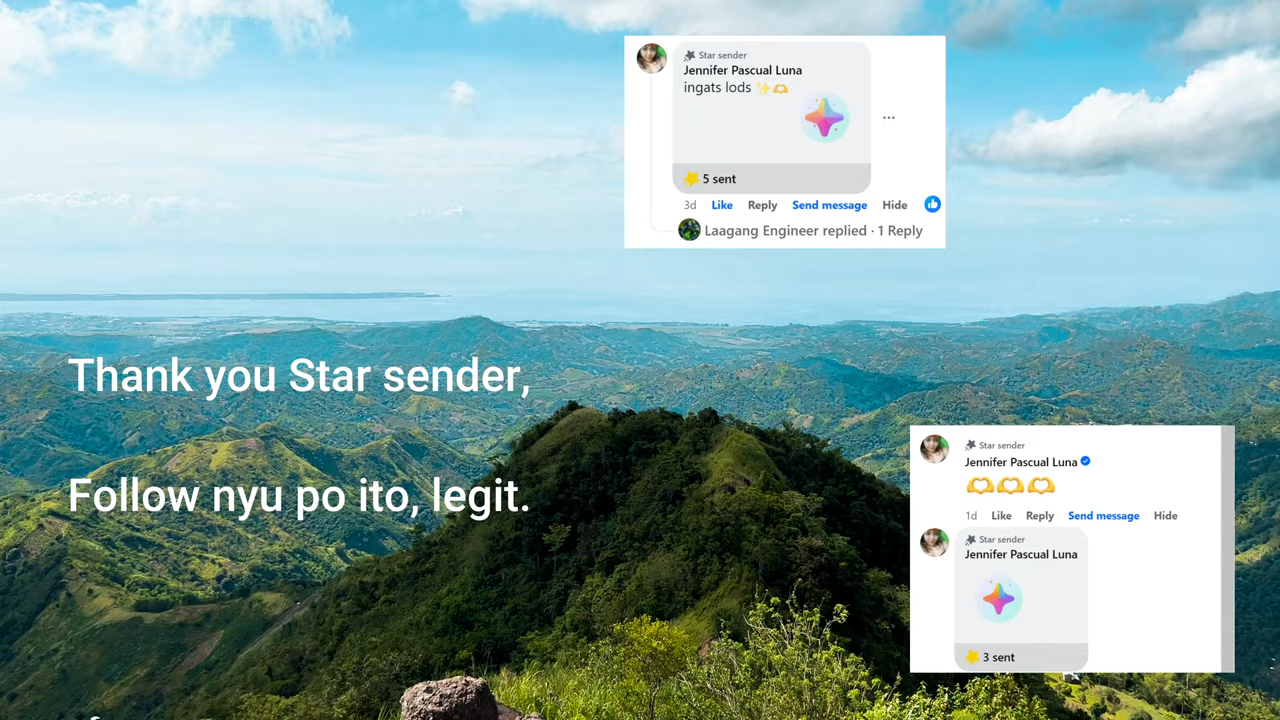 Star sender
Jennifer Pascual Luna
ingats lods ✨🫶
5 sent
3d Like Reply Send message Hide
Laagang Engineer replied · 1 Reply
Thank you Star sender,
Follow nyu po ito, legit.
Star sender
Jennifer Pascual Luna
🫶🫶🫶
1d Like Reply Send message Hide
Star sender
Jennifer Pascual Luna
3 sent